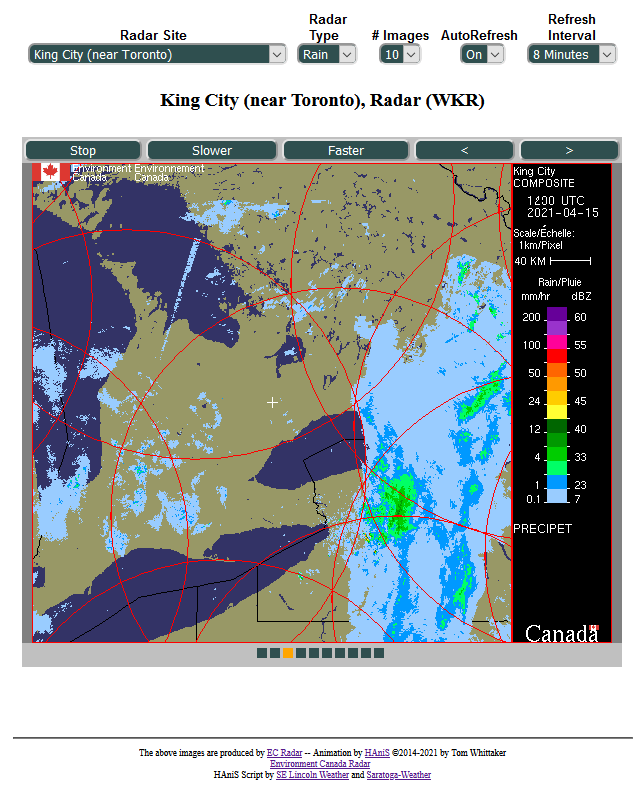 Radar Site
Radar Type
# Images
AutoRefresh
Refresh Interval
King City (near Toronto)
Rain
10
On
8 Minutes
King City (near Toronto), Radar (WKR)
Stop
Slower
Faster
<
>
Environment Environnement
Canada Canada
King City
COMPOSITE
UTC
2021-04-15
Scale/Échelle:
1km/Pixel
40 KM
Rain/Pluie
mm/hr dBZ
200 60
100 55
50 50
24 45
12 40
4 33
1 23
0.1 7
PRECIPET
Canada
The above images are produced by EC Radar -- Animation by HAniS ©2014-2021 by Tom Whittaker
Environment Canada Radar
HAniS Script by SE Lincoln Weather and Saratoga-Weather